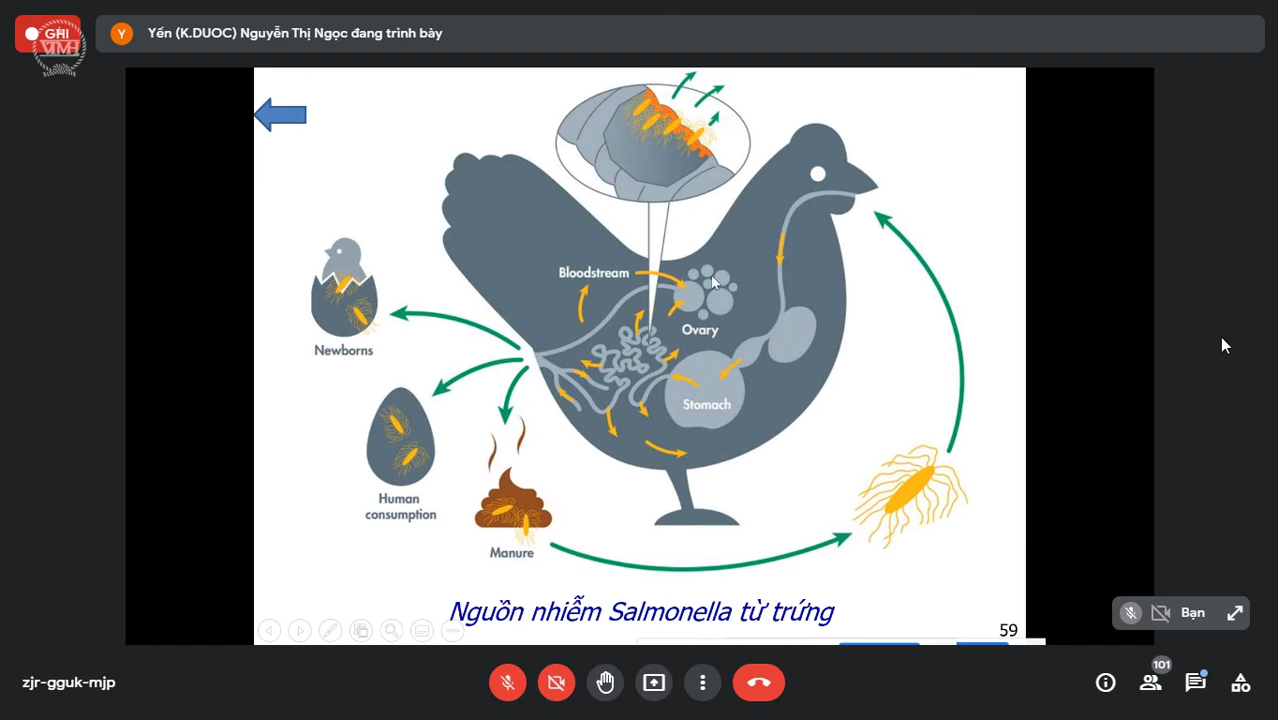 GHI
VTMH
Y
Yến (K.DUOC) Nguyễn Thị Ngọc đang trình bày
Bloodstream
Ovary
Stomach
Newborns
Human
consumption
Manure
Nguồn nhiễm Salmonella từ trứng
59
Bạn
zjr-gguk-mjp
101